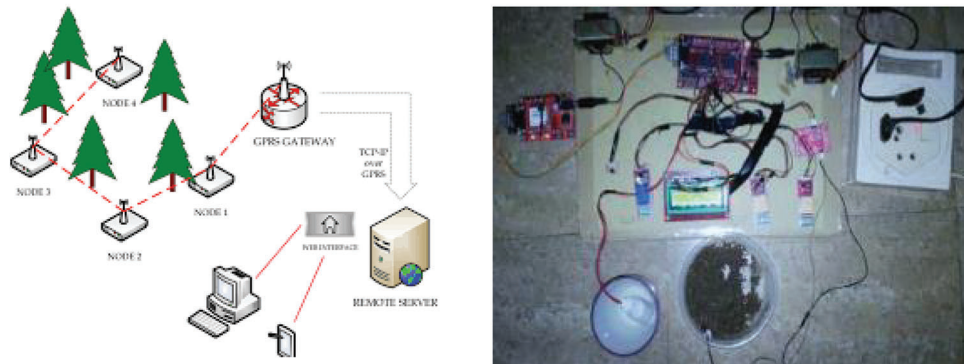 NODE 4
GPRS GATEWAY
TCP-IP
over
GPRS
NODE 3
NODE 1
NODE 2
WEB INTERFACE
REMOTE SERVER